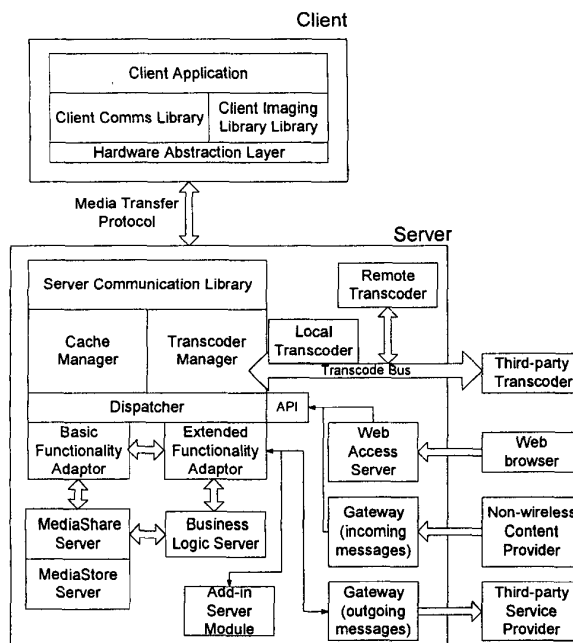 Client
Client Application
Client Comms Library
Client Imaging
Library Library
Hardware Abstraction Layer
Media Transfer
Protocol
Server
Server Communication Library
Remote
Transcoder
Cache
Manager
Transcoder
Manager
Local
Transcoder
Transcode Bus
Third-party
Transcoder
Dispatcher
API
Basic
Functionality
Adaptor
Extended
Functionality
Adaptor
Web
Access
Server
Web
browser
MediaShare
Server
Business
Logic Server
Gateway
(incoming
messages)
Non-wireless
Content
Provider
MediaStore
Server
Add-in
Server
Module
Gateway
(outgoing
messages)
Third-party
Service
Provider